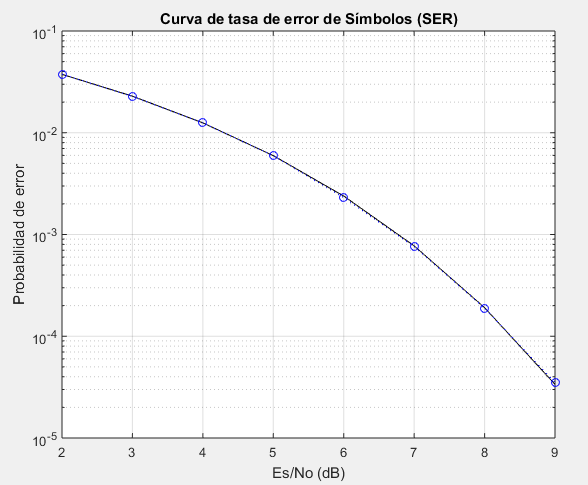 Curva de tasa de error de Símbolos (SER)
10^-1
10^-2
10^-3
10^-4
10^-5
Probabilidad de error
2 3 4 5 6 7 8 9
Es/No (dB)